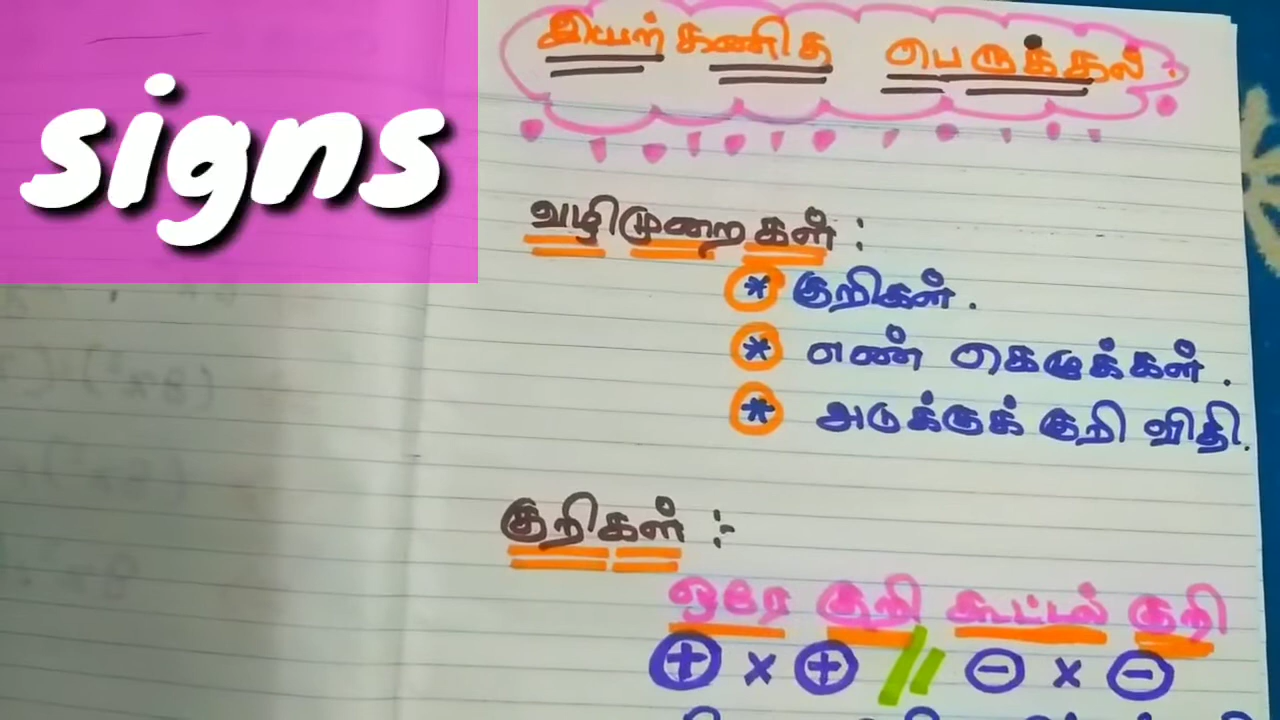 signs
இயற் கணித பெருக்கல் :
வழிமுறைகள் :
* குறிகள் .
* எண் கெழுக்கள் .
* அடுக்குக் குறி விதி .
குறிகள் :-
ஒரே குறி கூட்டல் குறி
+ x + // - x -